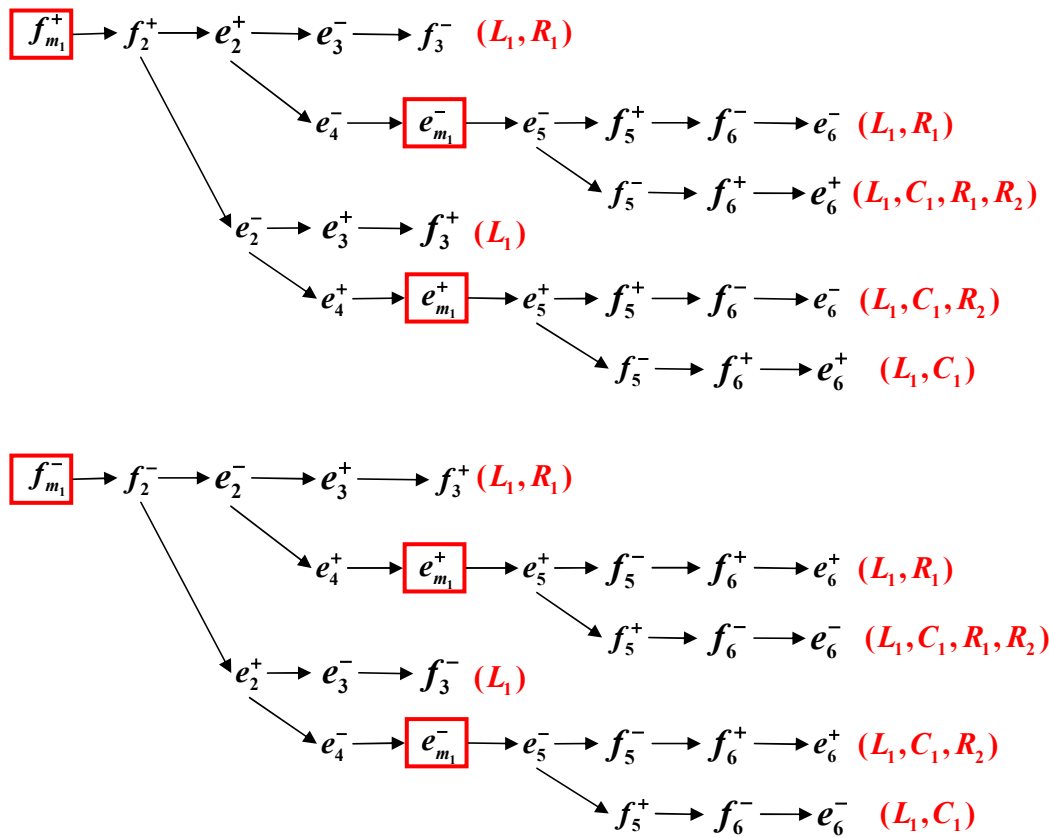 f_{m_1}^+ → f_2^+ → e_2^+ → e_3^- → f_3^- (L_1, R_1)
e_4^- → e_{m_1}^- → e_5^- → f_5^+ → f_6^- → e_6^- (L_1, R_1)
f_5^- → f_6^+ → e_6^+ (L_1, C_1, R_1, R_2)
e_2^- → e_3^+ → f_3^+ (L_1)
e_4^+ → e_{m_1}^+ → e_5^+ → f_5^+ → f_6^- → e_6^- (L_1, C_1, R_2)
f_5^- → f_6^+ → e_6^+ (L_1, C_1)
f_{m_1}^- → f_2^- → e_2^- → e_3^+ → f_3^+ (L_1, R_1)
e_4^+ → e_{m_1}^+ → e_5^+ → f_5^- → f_6^+ → e_6^+ (L_1, R_1)
f_5^+ → f_6^- → e_6^- (L_1, C_1, R_1, R_2)
e_2^+ → e_3^- → f_3^- (L_1)
e_4^- → e_{m_1}^- → e_5^- → f_5^- → f_6^+ → e_6^+ (L_1, C_1, R_2)
f_5^+ → f_6^- → e_6^- (L_1, C_1)